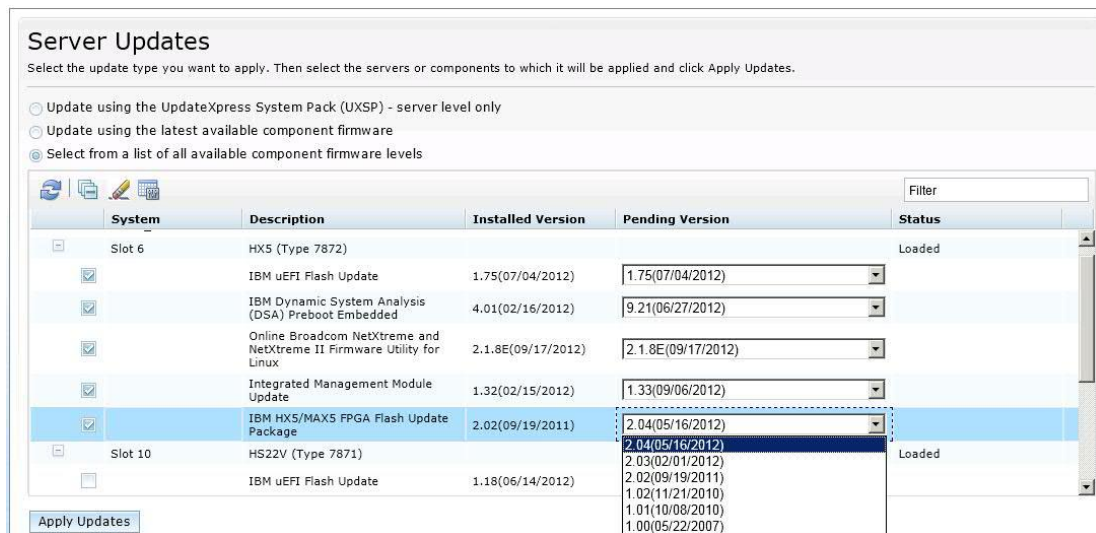 Server Updates
Select the update type you want to apply. Then select the servers or components to which it will be applied and click Apply Updates.
Update using the UpdateXpress System Pack (UXSP) - server level only
Update using the latest available component firmware
Select from a list of all available component firmware levels
Filter
System Description Installed Version Pending Version Status
Slot 6 HX5 (Type 7872) Loaded
IBM uEFI Flash Update 1.75(07/04/2012) 1.75(07/04/2012)
IBM Dynamic System Analysis
(DSA) Preboot Embedded 4.01(02/16/2012) 9.21(06/27/2012)
Online Broadcom NetXtreme and
NetXtreme II Firmware Utility for 2.1.8E(09/17/2012) 2.1.8E(09/17/2012)
Linux
Integrated Management Module
Update 1.32(02/15/2012) 1.33(09/06/2012)
IBM HX5/MAX5 FPGA Flash Update
Package 2.02(09/19/2011) 2.04(05/16/2012)
2.04(05/16/2012)
Slot 10 HS22V (Type 7871) Loaded
2.03(02/01/2012)
2.02(09/19/2011)
IBM uEFI Flash Update 1.18(06/14/2012)
1.02(11/21/2010)
1.01(10/08/2010)
1.00(05/22/2007)
Apply Updates